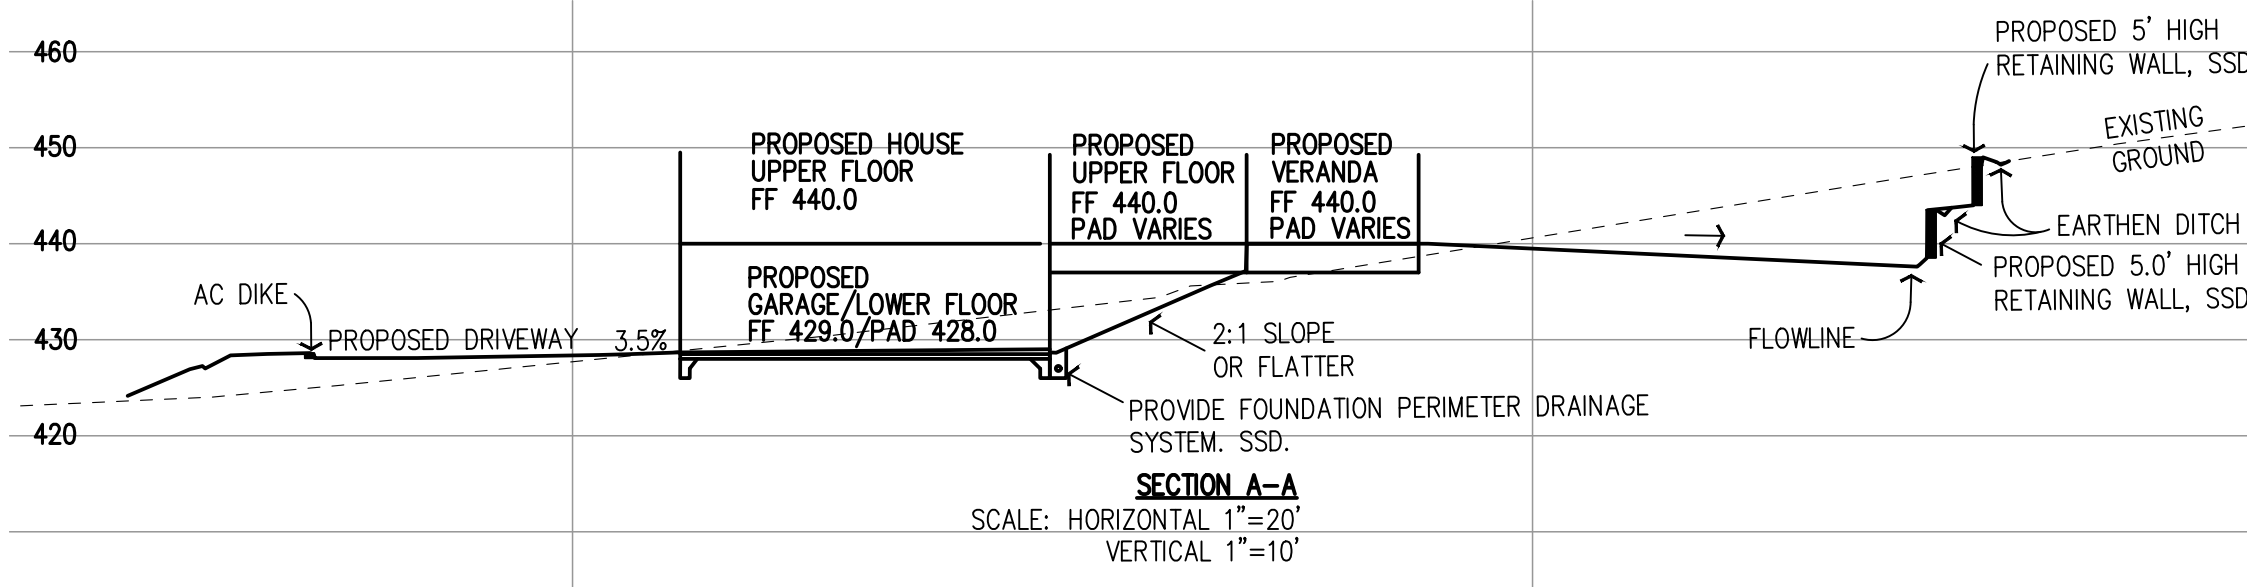 460
450
440
430
420
PROPOSED 5' HIGH
RETAINING WALL, SSD
EXISTING
GROUND
PROPOSED HOUSE
UPPER FLOOR
FF 440.0
PROPOSED
UPPER FLOOR
FF 440.0
PAD VARIES
PROPOSED
VERANDA
FF 440.0
PAD VARIES
EARTHEN DITCH
PROPOSED 5.0' HIGH
RETAINING WALL, SSD
FLOWLINE
PROPOSED
GARAGE/LOWER FLOOR
FF 429.0/PAD 428.0
AC DIKE
PROPOSED DRIVEWAY 3.5%
2:1 SLOPE
OR FLATTER
PROVIDE FOUNDATION PERIMETER DRAINAGE
SYSTEM. SSD.
SECTION A-A
SCALE: HORIZONTAL 1"=20'
VERTICAL 1"=10'